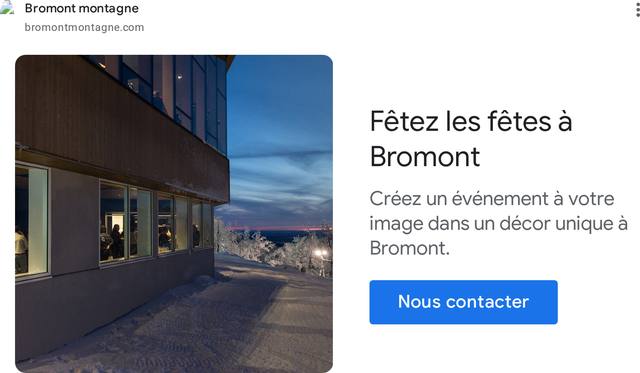 Bromont montagne
bromontmontagne.com
Fêtez les fêtes à
Bromont
Créez un événement à votre
image dans un décor unique à
Bromont.
Nous contacter